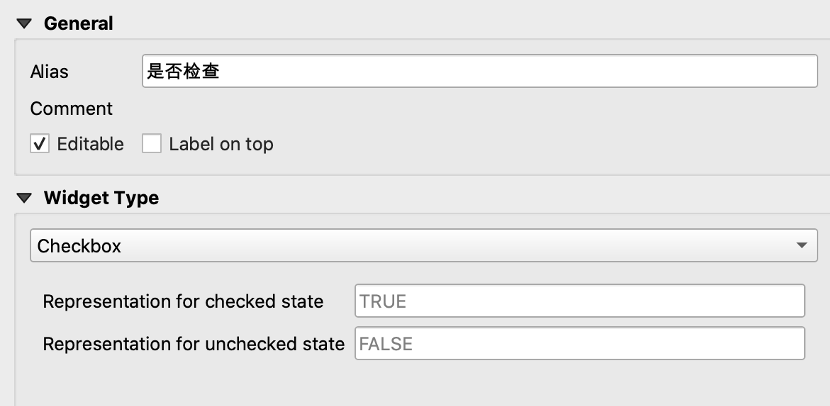 General
Alias 是否检查
Comment
Editable Label on top
Widget Type
Checkbox
Representation for checked state TRUE
Representation for unchecked state FALSE